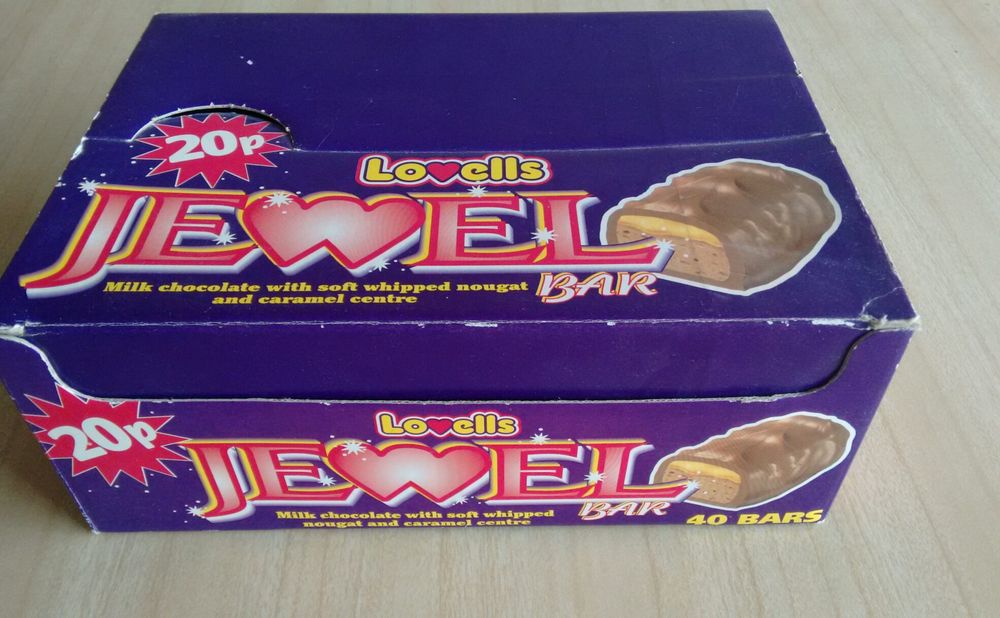 20p
Lovells
JEWEL
BAR
Milk chocolate with soft whipped nougat
and caramel centre
20p
Lovells
JEWEL
BAR
Milk chocolate with soft whipped
nougat and caramel centre
40 BARS